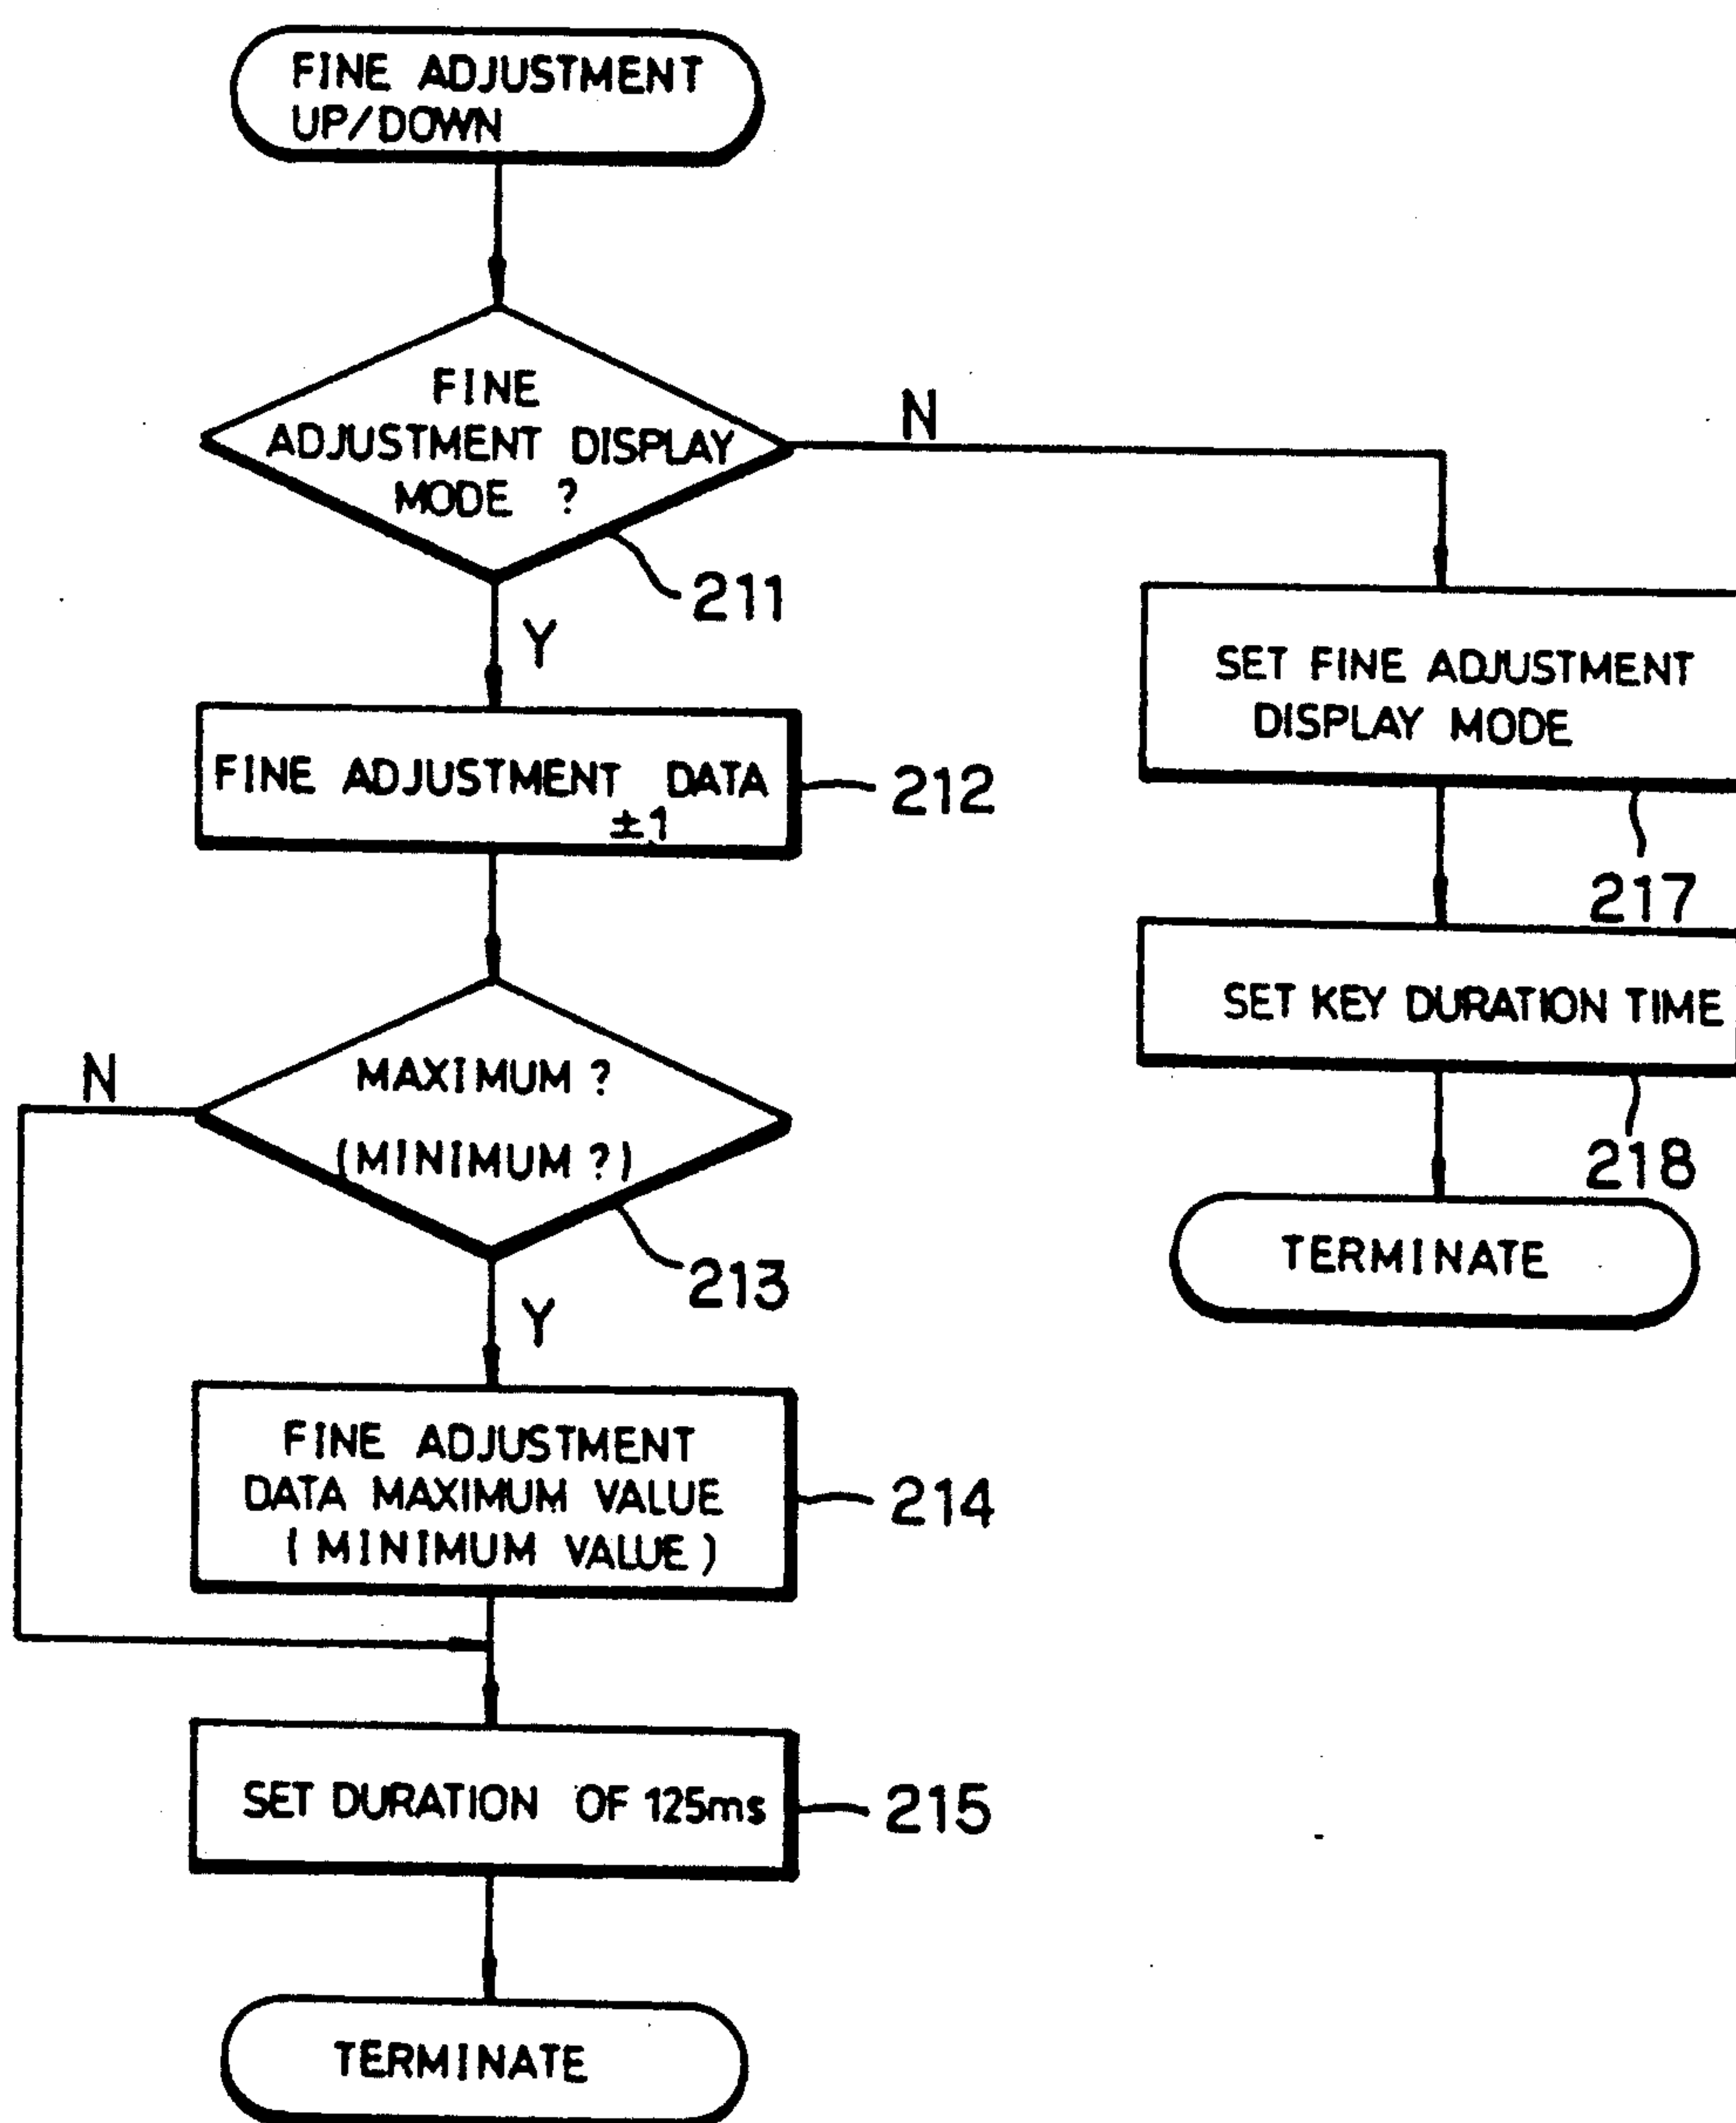 FINE ADJUSTMENT
UP/DOWN
FINE
ADJUSTMENT DISPLAY
MODE ?
N
211
Y
FINE ADJUSTMENT DATA
±1
212
MAXIMUM ?
(MINIMUM ?)
N
213
Y
FINE ADJUSTMENT
DATA MAXIMUM VALUE
(MINIMUM VALUE)
214
SET DURATION OF 125ms
215
TERMINATE
SET FINE ADJUSTMENT
DISPLAY MODE
217
SET KEY DURATION TIME
218
TERMINATE